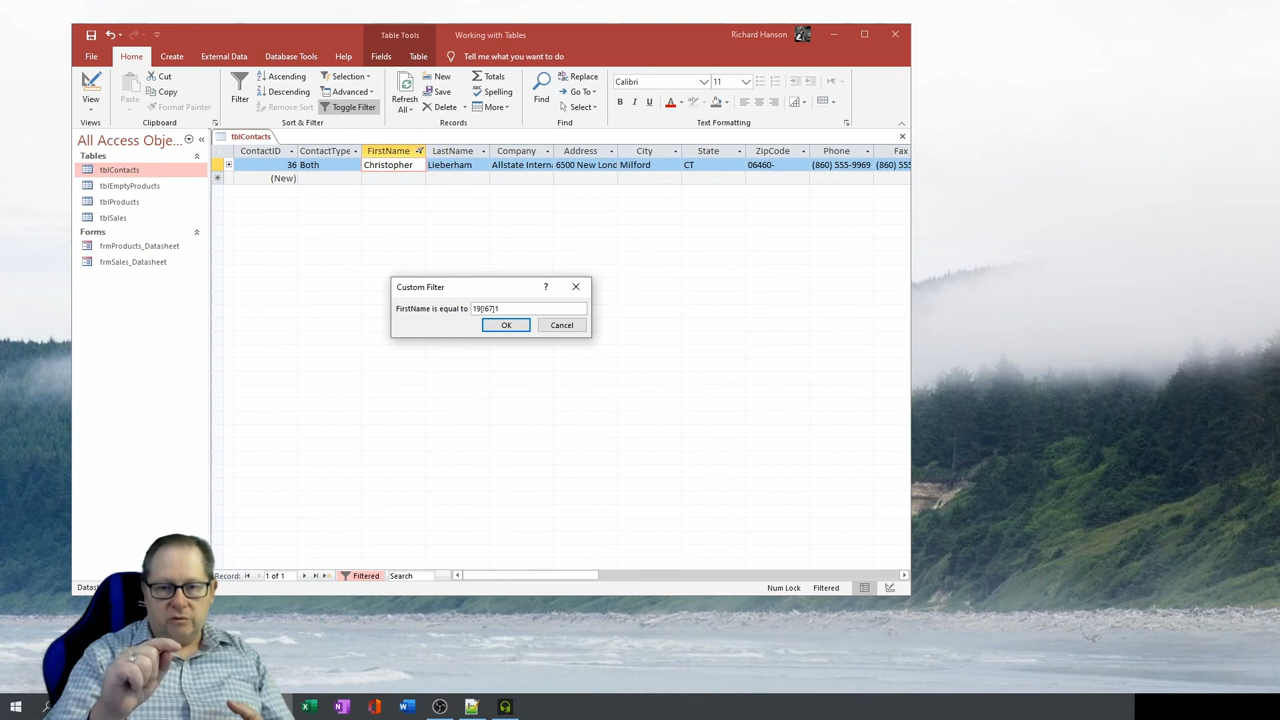 Table Tools
Working with Tables
Richard Hanson
File
Home
Create
External Data
Database Tools
Help
Fields
Table
Tell me what you want to do
View
Paste
Cut
Copy
Format Painter
Filter
Ascending
Descending
Remove Sort
Selection
Advanced
Toggle Filter
Refresh
All
New
Save
Delete
Totals
Spelling
More
Find
Replace
Go To
Select
Calibri
11
B I U
Views
Clipboard
Sort & Filter
Records
Find
Text Formatting
All Access Obje...
Tables
tblContacts
tblEmptyProducts
tblProducts
tblSales
Forms
frmProducts_Datasheet
frmSales_Datasheet
tblContacts
ContactID ContactType FirstName LastName Company Address City State ZipCode Phone Fax
36 Both Christopher Lieberham Allstate Intern 6500 New Lond Milford CT 06460- (860) 555-9969 (860) 555
(New)
Custom Filter
FirstName is equal to 19[!67]1
OK
Cancel
Record:
1 of 1
Filtered
Search
Datas
Num Lock
Filtered